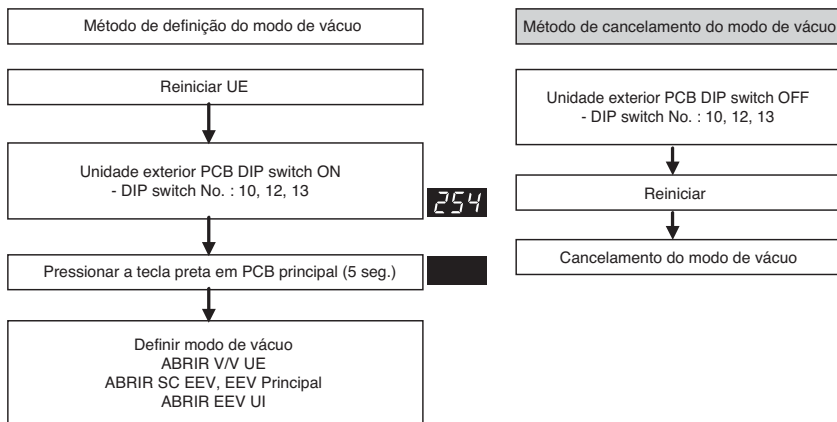 Método de definição do modo de vácuo
Reiniciar UE
Unidade exterior PCB DIP switch ON
- DIP switch No. : 10, 12, 13
254
Pressionar a tecla preta em PCB principal (5 seg.)
Definir modo de vácuo
ABRIR V/V UE
ABRIR SC EEV, EEV Principal
ABRIR EEV UI
Método de cancelamento do modo de vácuo
Unidade exterior PCB DIP switch OFF
- DIP switch No. : 10, 12, 13
Reiniciar
Cancelamento do modo de vácuo